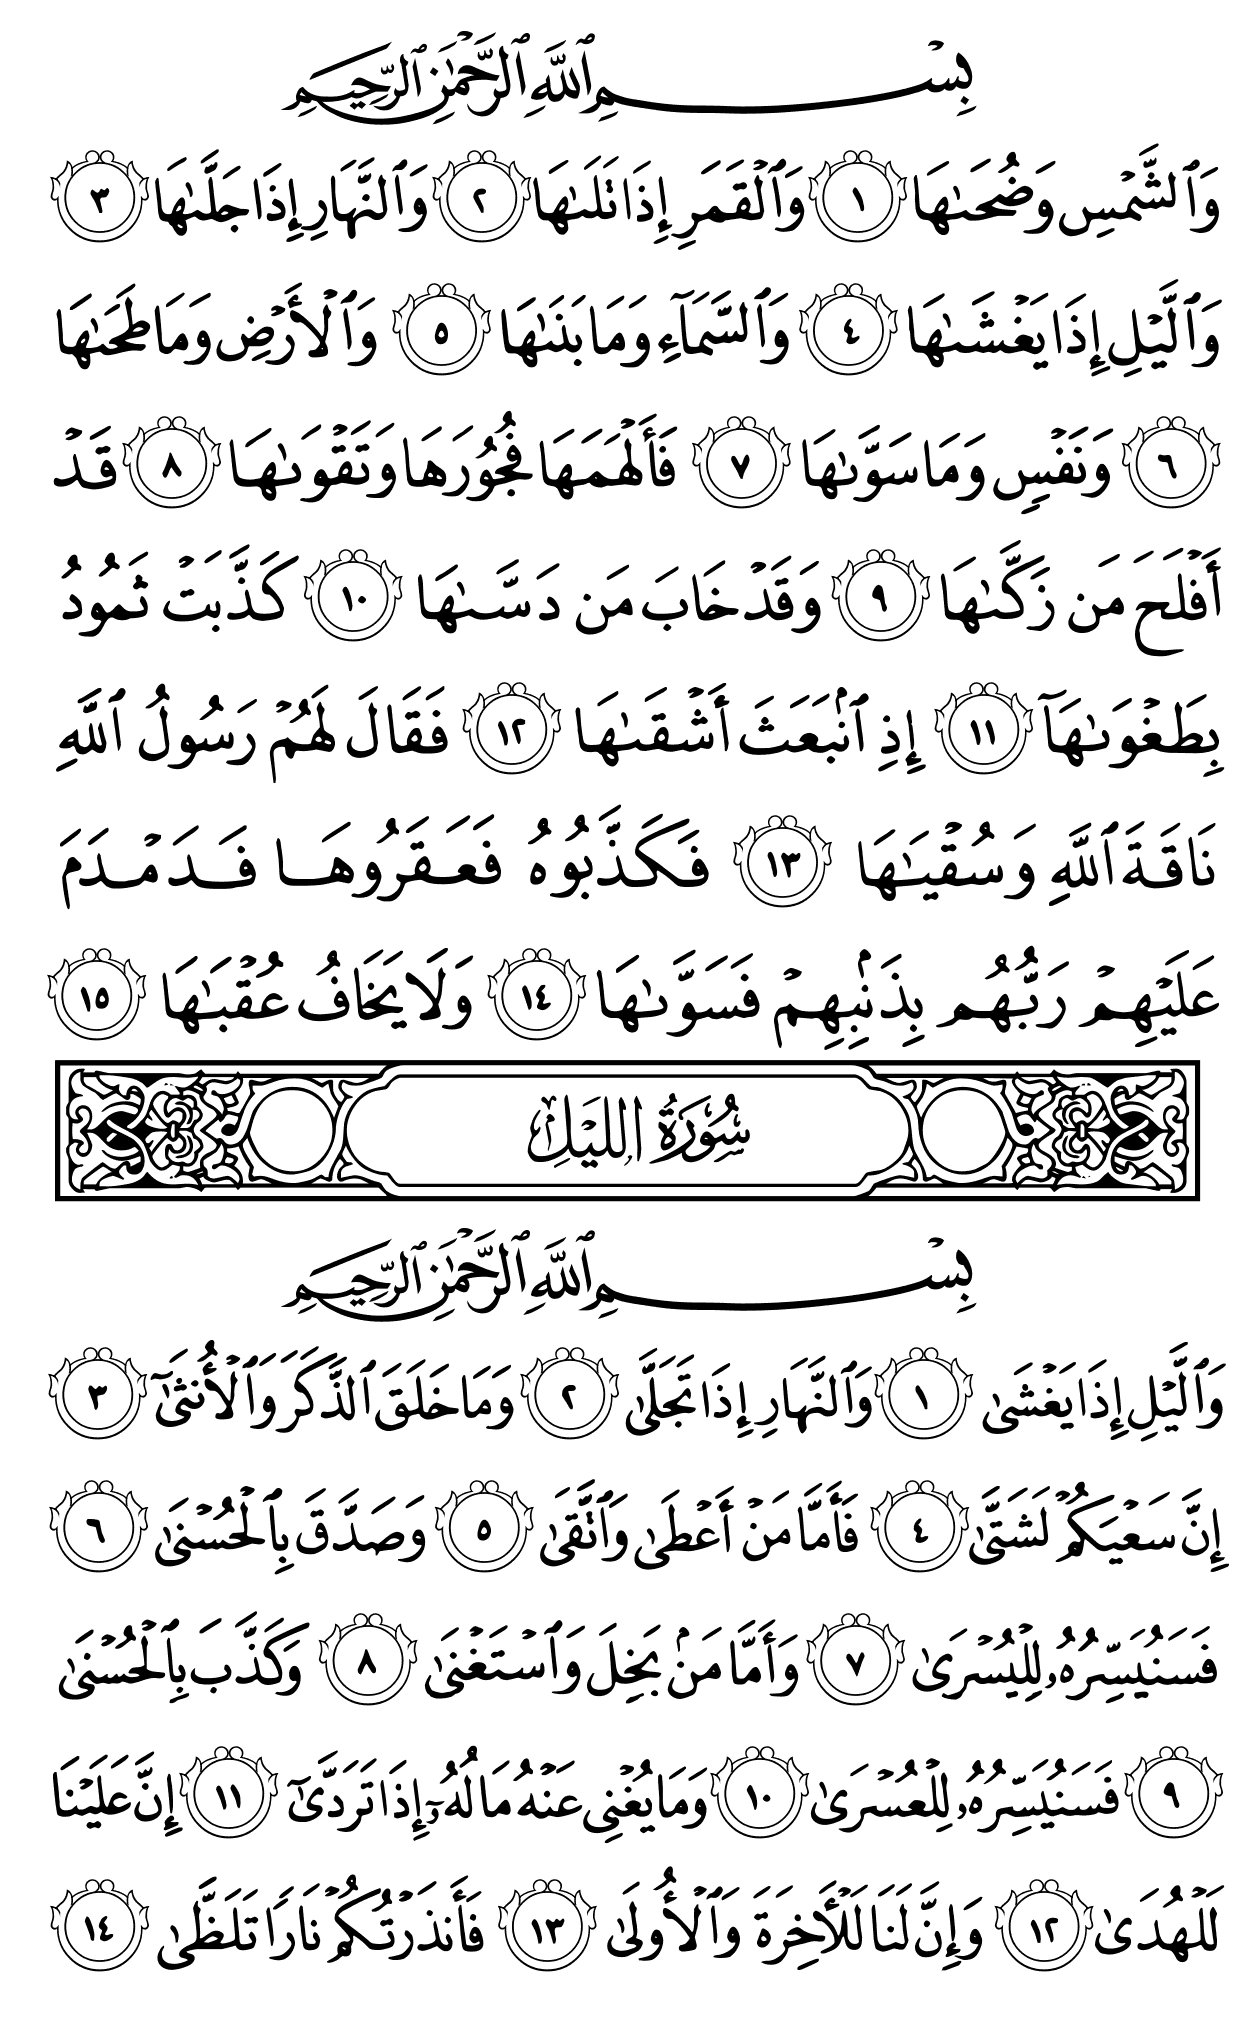 بِسْمِ ٱللَّهِ ٱلرَّحْمَٰنِ ٱلرَّحِيمِ
وَٱلشَّمْسِ وَضُحَىٰهَا ١ وَٱلْقَمَرِ إِذَا تَلَىٰهَا ٢ وَٱلنَّهَارِ إِذَا جَلَّىٰهَا ٣
وَٱلَّيْلِ إِذَا يَغْشَىٰهَا ٤ وَٱلسَّمَآءِ وَمَا بَنَىٰهَا ٥ وَٱلْأَرْضِ وَمَا طَحَىٰهَا
٦ وَنَفْسٍ وَمَا سَوَّىٰهَا ٧ فَأَلْهَمَهَا فُجُورَهَا وَتَقْوَىٰهَا ٨ قَدْ
أَفْلَحَ مَن زَكَّىٰهَا ٩ وَقَدْ خَابَ مَن دَسَّىٰهَا ١٠ كَذَّبَتْ ثَمُودُ
بِطَغْوَىٰهَآ ١١ إِذِ ٱنۢبَعَثَ أَشْقَىٰهَا ١٢ فَقَالَ لَهُمْ رَسُولُ ٱللَّهِ
نَاقَةَ ٱللَّهِ وَسُقْيَٰهَا ١٣ فَكَذَّبُوهُ فَعَقَرُوهَا فَدَمْدَمَ
عَلَيْهِمْ رَبُّهُم بِذَنۢبِهِمْ فَسَوَّىٰهَا ١٤ وَلَا يَخَافُ عُقْبَٰهَا ١٥
سُورَةُ اللَّيْلِ
بِسْمِ ٱللَّهِ ٱلرَّحْمَٰنِ ٱلرَّحِيمِ
وَٱلَّيْلِ إِذَا يَغْشَىٰ ١ وَٱلنَّهَارِ إِذَا تَجَلَّىٰ ٢ وَمَا خَلَقَ ٱلذَّكَرَ وَٱلْأُنثَىٰٓ ٣
إِنَّ سَعْيَكُمْ لَشَتَّىٰ ٤ فَأَمَّا مَنْ أَعْطَىٰ وَٱتَّقَىٰ ٥ وَصَدَّقَ بِٱلْحُسْنَىٰ ٦
فَسَنُيَسِّرُهُۥ لِلْيُسْرَىٰ ٧ وَأَمَّا مَنۢ بَخِلَ وَٱسْتَغْنَىٰ ٨ وَكَذَّبَ بِٱلْحُسْنَىٰ
٩ فَسَنُيَسِّرُهُۥ لِلْعُسْرَىٰ ١٠ وَمَا يُغْنِى عَنْهُ مَالُهُۥٓ إِذَا تَرَدَّىٰٓ ١١ إِنَّ عَلَيْنَا
لَلْهُدَىٰ ١٢ وَإِنَّ لَنَا لَلْأَخِرَةَ وَٱلْأُولَىٰ ١٣ فَأَنذَرْتُكُمْ نَارًا تَلَظَّىٰ ١٤